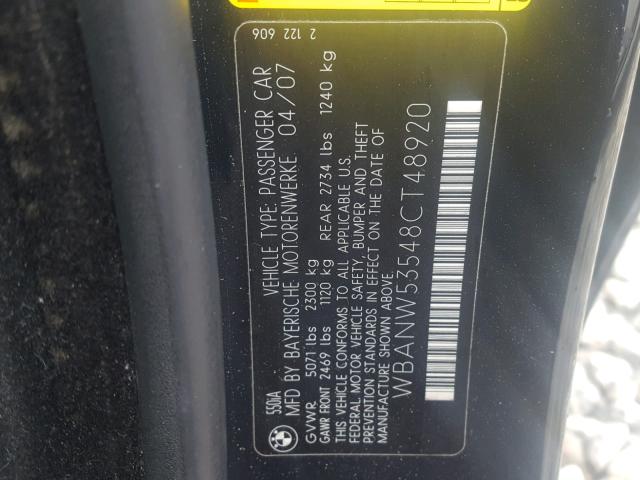 550IA VEHICLE TYPE: PASSENGER CAR 2 122 606
MFD BY BAYERISCHE MOTORENWERKE 04/07
GVWR 5071 lbs 2300 kg
GAWR FRONT 2469 lbs 1120 kg REAR 2734 lbs 1240 kg
THIS VEHICLE CONFORMS TO ALL APPLICABLE U.S.
FEDERAL MOTOR VEHICLE SAFETY, BUMPER AND THEFT
PREVENTION STANDARDS IN EFFECT ON THE DATE OF
MANUFACTURE SHOWN ABOVE.
WBANW53548CT48920